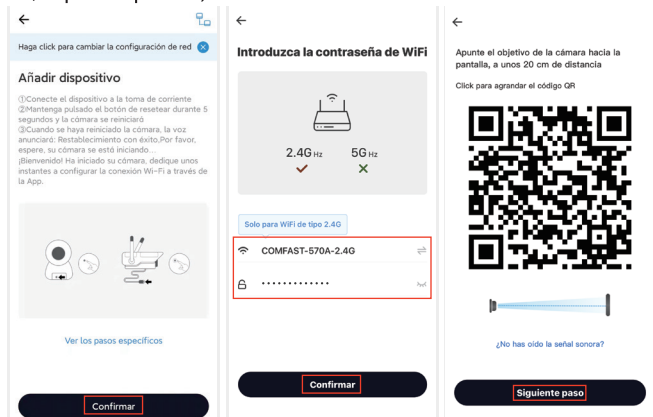 Haga click para cambiar la configuración de red
Añadir dispositivo
①Conecte el dispositivo a la toma de corriente
②Mantenga pulsado el botón de resetear durante 5
segundos y la cámara se reiniciará
③Cuando se haya reiniciado la cámara, la voz
anunciará: Restablecimiento con éxito,Por favor,
espere, su cámara se está iniciando...
¡Bienvenido! Ha iniciado su cámara, dedique unos
instantes a configurar la conexión Wi-Fi a través de
la App.
Ver los pasos específicos
Confirmar
Introduzca la contraseña de WiFi
2.4G Hz
5G Hz
Solo para WiFi de tipo 2.4G
COMFAST-570A-2.4G
•••••••••••••
Confirmar
Apunte el objetivo de la cámara hacia la
pantalla, a unos 20 cm de distancia
Click para agrandar el código QR
¿No has oído la señal sonora?
Siguiente paso